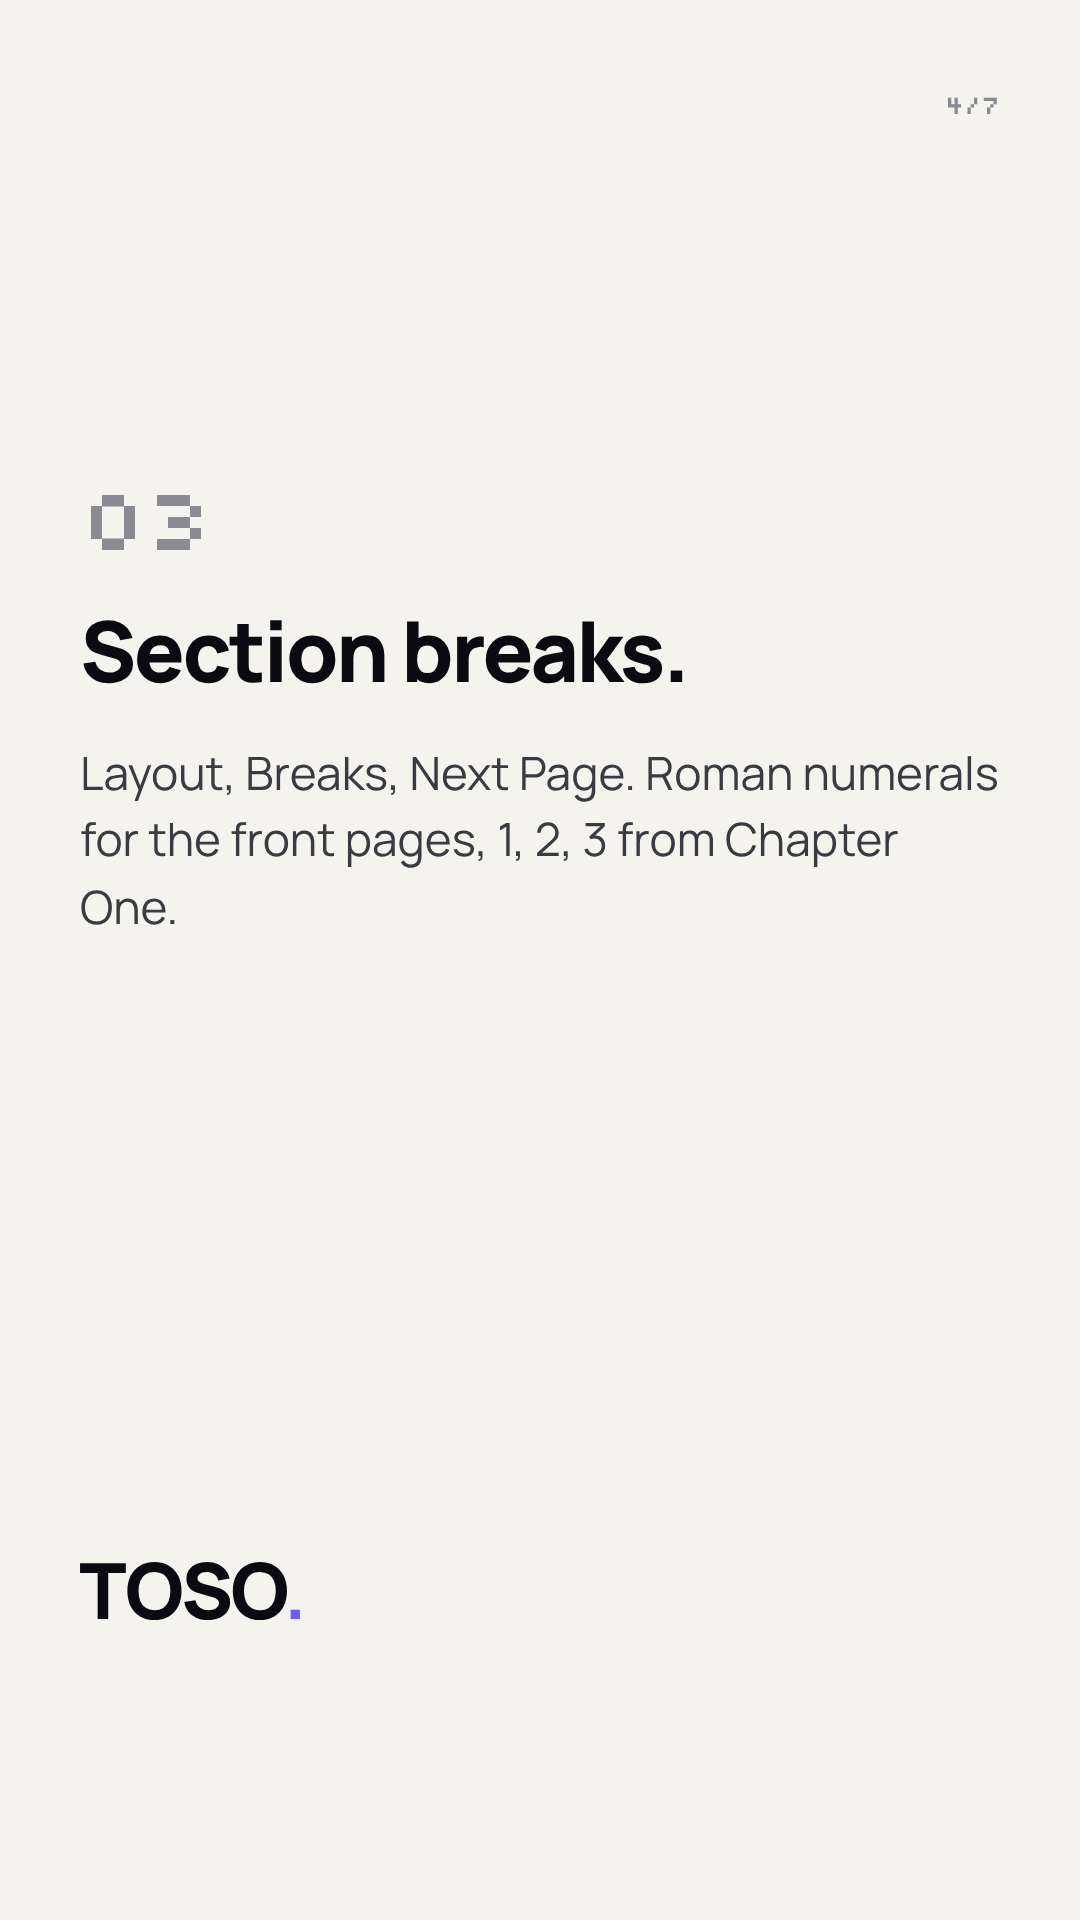 4/7
03
Section breaks.
Layout, Breaks, Next Page. Roman numerals
for the front pages, 1, 2, 3 from Chapter
One.
TOSO.